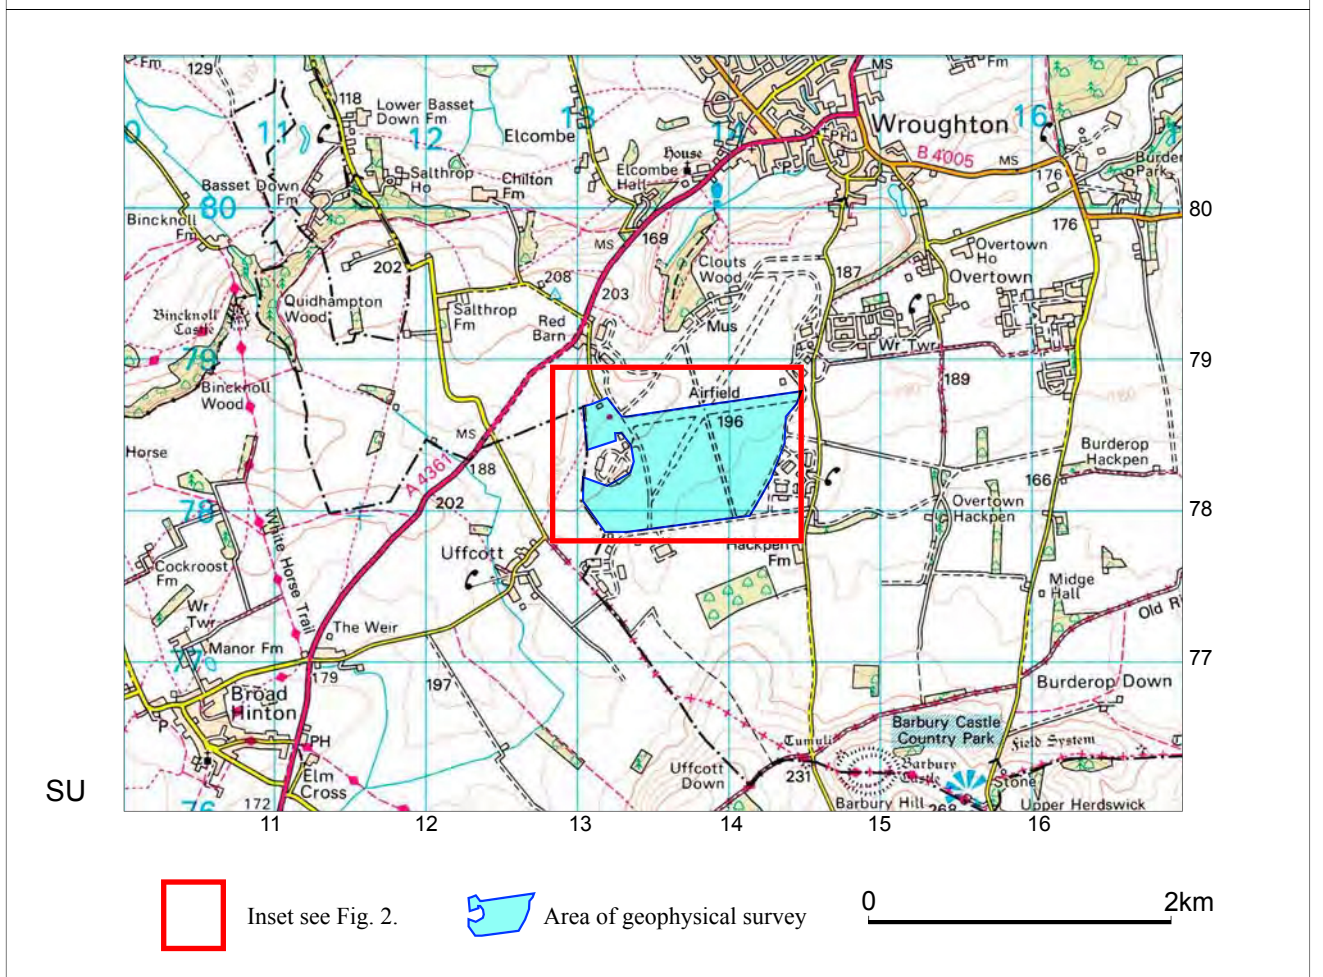 Fm
129
MS
Fm
118
Lower Basset
Down Fm
11
12
13
14
16
Elcombe
Wroughton
PH
P
B 4005
MS
176
Burder
Park
House
Elcombe
Hall
Salthrop
Ho
Chilton
Fm
Basset Down
Fm
80
80
Bincknoll
Fm
169
MS
176
Overtown
Ho
Overtown
202
208
203
Clouts
Wood
187
Quidhampton
Wood
Salthrop
Fm
Red
Barn
Mus
Bincknoll
Castle
Wr Twr
79
79
Bincknoll
Wood
189
Airfield
196
MS
188
A 4361
202
Horse
Burderop
Hackpen
166
78
78
Overtown
Hackpen
Uffcott
Hackpen
Fm
Cockroost
Fm
White Horse Trail
Midge
Hall
Wr
Twr
The Weir
Old Ri
Manor Fm
77
77
179
197
Burderop Down
Broad
Hinton
P
PH
Barbury Castle
Country Park
Field System
Tumuli
Barbury
Castle
Uffcott
Down
231
Stone
Elm
Cross
172
76
Barbury Hill
268
Upper Herdswick
SU
11
12
13
14
15
16
Inset see Fig. 2.
Area of geophysical survey
0
2km